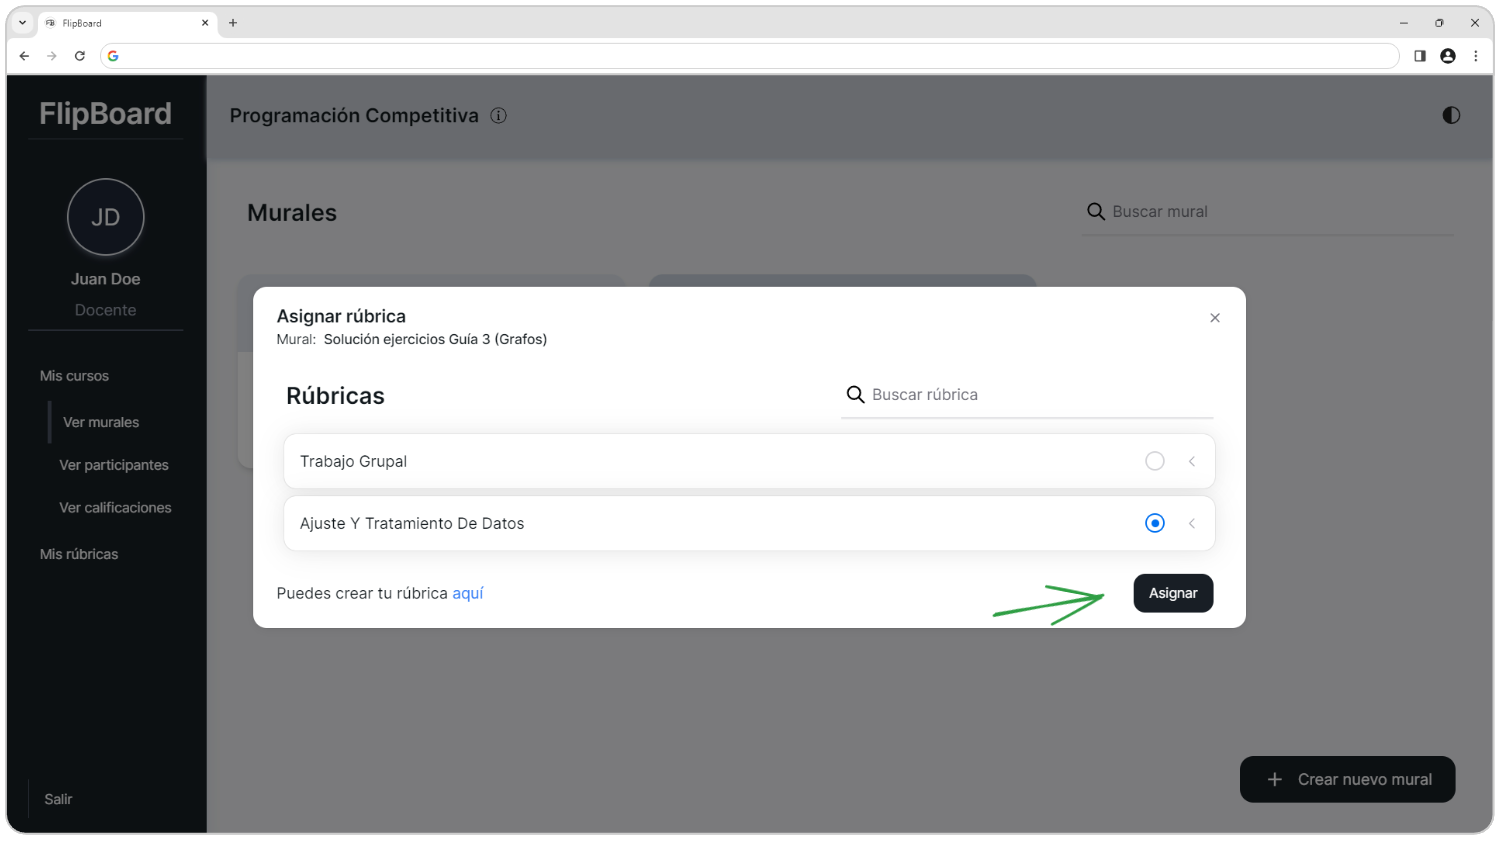 FlipBoard
FlipBoard
Programación Competitiva
JD
Juan Doe
Docente
Mis cursos
Ver murales
Ver participantes
Ver calificaciones
Mis rúbricas
Salir
Murales
Buscar mural
Asignar rúbrica
Mural: Solución ejercicios Guía 3 (Grafos)
Rúbricas
Buscar rúbrica
Trabajo Grupal
Ajuste Y Tratamiento De Datos
Puedes crear tu rúbrica aquí
Asignar
+ Crear nuevo mural